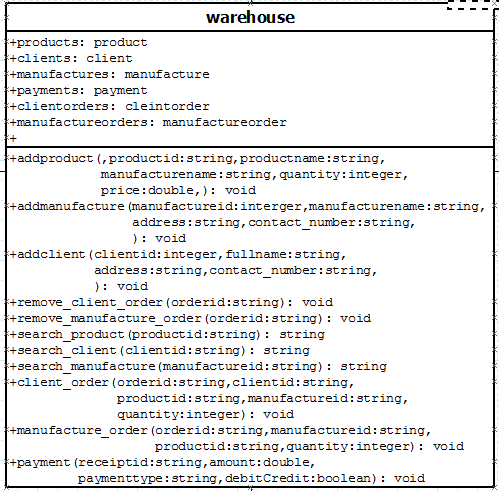 warehouse
+products: product
+clients: client
+manufactures: manufacture
+payments: payment
+clientorders: cleintorder
+manufactureorders: manufactureorder
+
+addproduct(,productid:string,productname:string,
manufacturename:string,quantity:integer,
price:double,): void
+addmanufacture(manufactureid:interger,manufacturename:string,
address:string,contact_number:string,
): void
+addclient(clientid:integer,fullname:string,
address:string,contact_number:string,
): void
+remove_client_order(orderid:string): void
+remove_manufacture_order(orderid:string): void
+search_product(productid:string): string
+search_client(clientid:string): string
+search_manufacture(manufactureid:string): string
+client_order(orderid:string,clientid:string,
productid:string,manufactureid:string,
quantity:integer): void
+manufacture_order(orderid:string,manufactureid:string,
productid:string,quantity:integer): void
+payment(receiptid:string,amount:double,
paymenttype:string,debitCredit:boolean): void